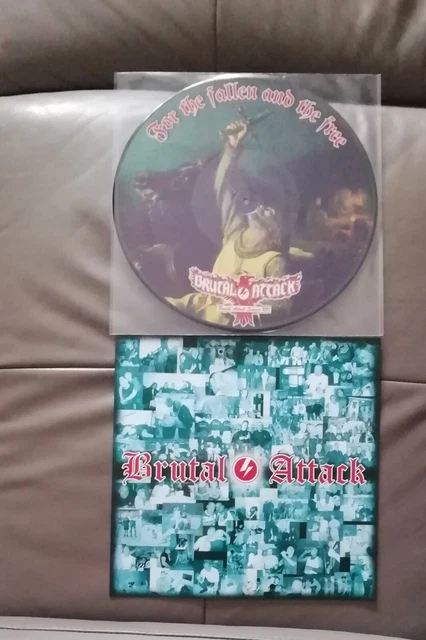 For the fallen and the free
BRUTAL ATTACK
Brutal Attack